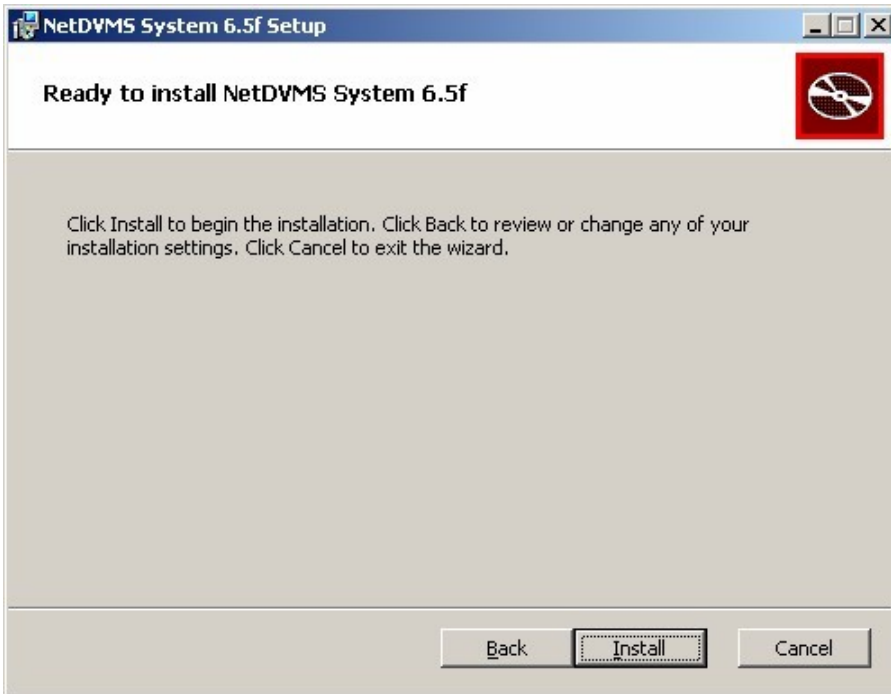 NetDVMS System 6.5f Setup
Ready to install NetDVMS System 6.5f
Click Install to begin the installation. Click Back to review or change any of your
installation settings. Click Cancel to exit the wizard.
Back Install Cancel